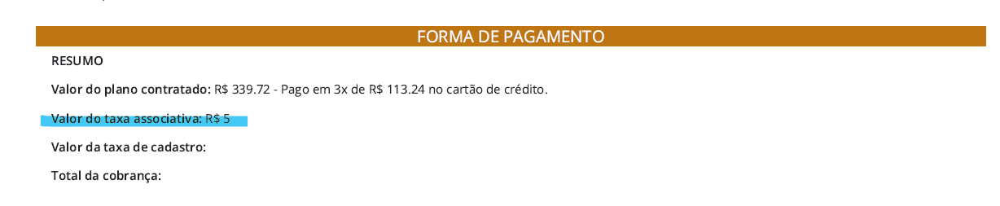 FORMA DE PAGAMENTO
RESUMO
Valor do plano contratado: R$ 339.72 - Pago em 3x de R$ 113.24 no cartão de crédito.
Valor do taxa associativa: R$ 5
Valor da taxa de cadastro:
Total da cobrança: